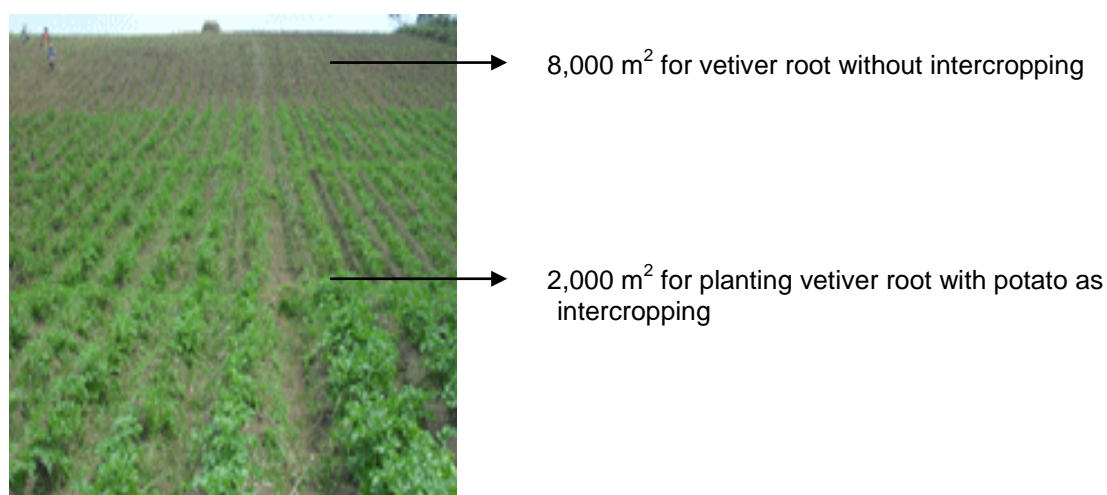 8,000 m² for vetiver root without intercropping
2,000 m² for planting vetiver root with potato as
intercropping